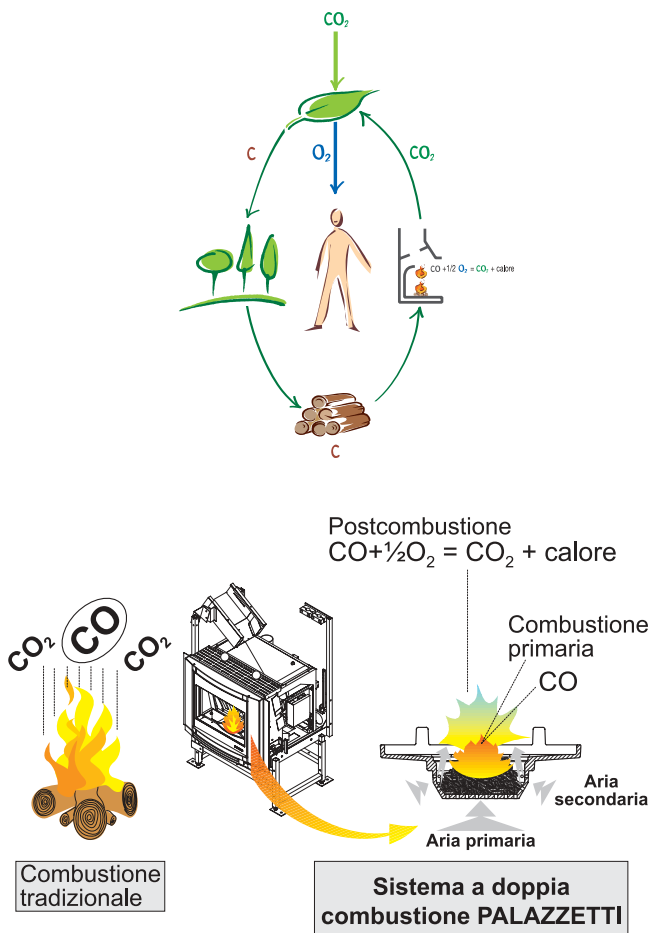 CO₂
C
O₂
CO₂
CO +1/2 O₂ = CO₂ + calore
C
Postcombustione
CO+½O₂ = CO₂ + calore
CO₂
CO
CO₂
Combustione
primaria
CO
Aria
secondaria
Aria primaria
Combustione
tradizionale
Sistema a doppia
combustione PALAZZETTI